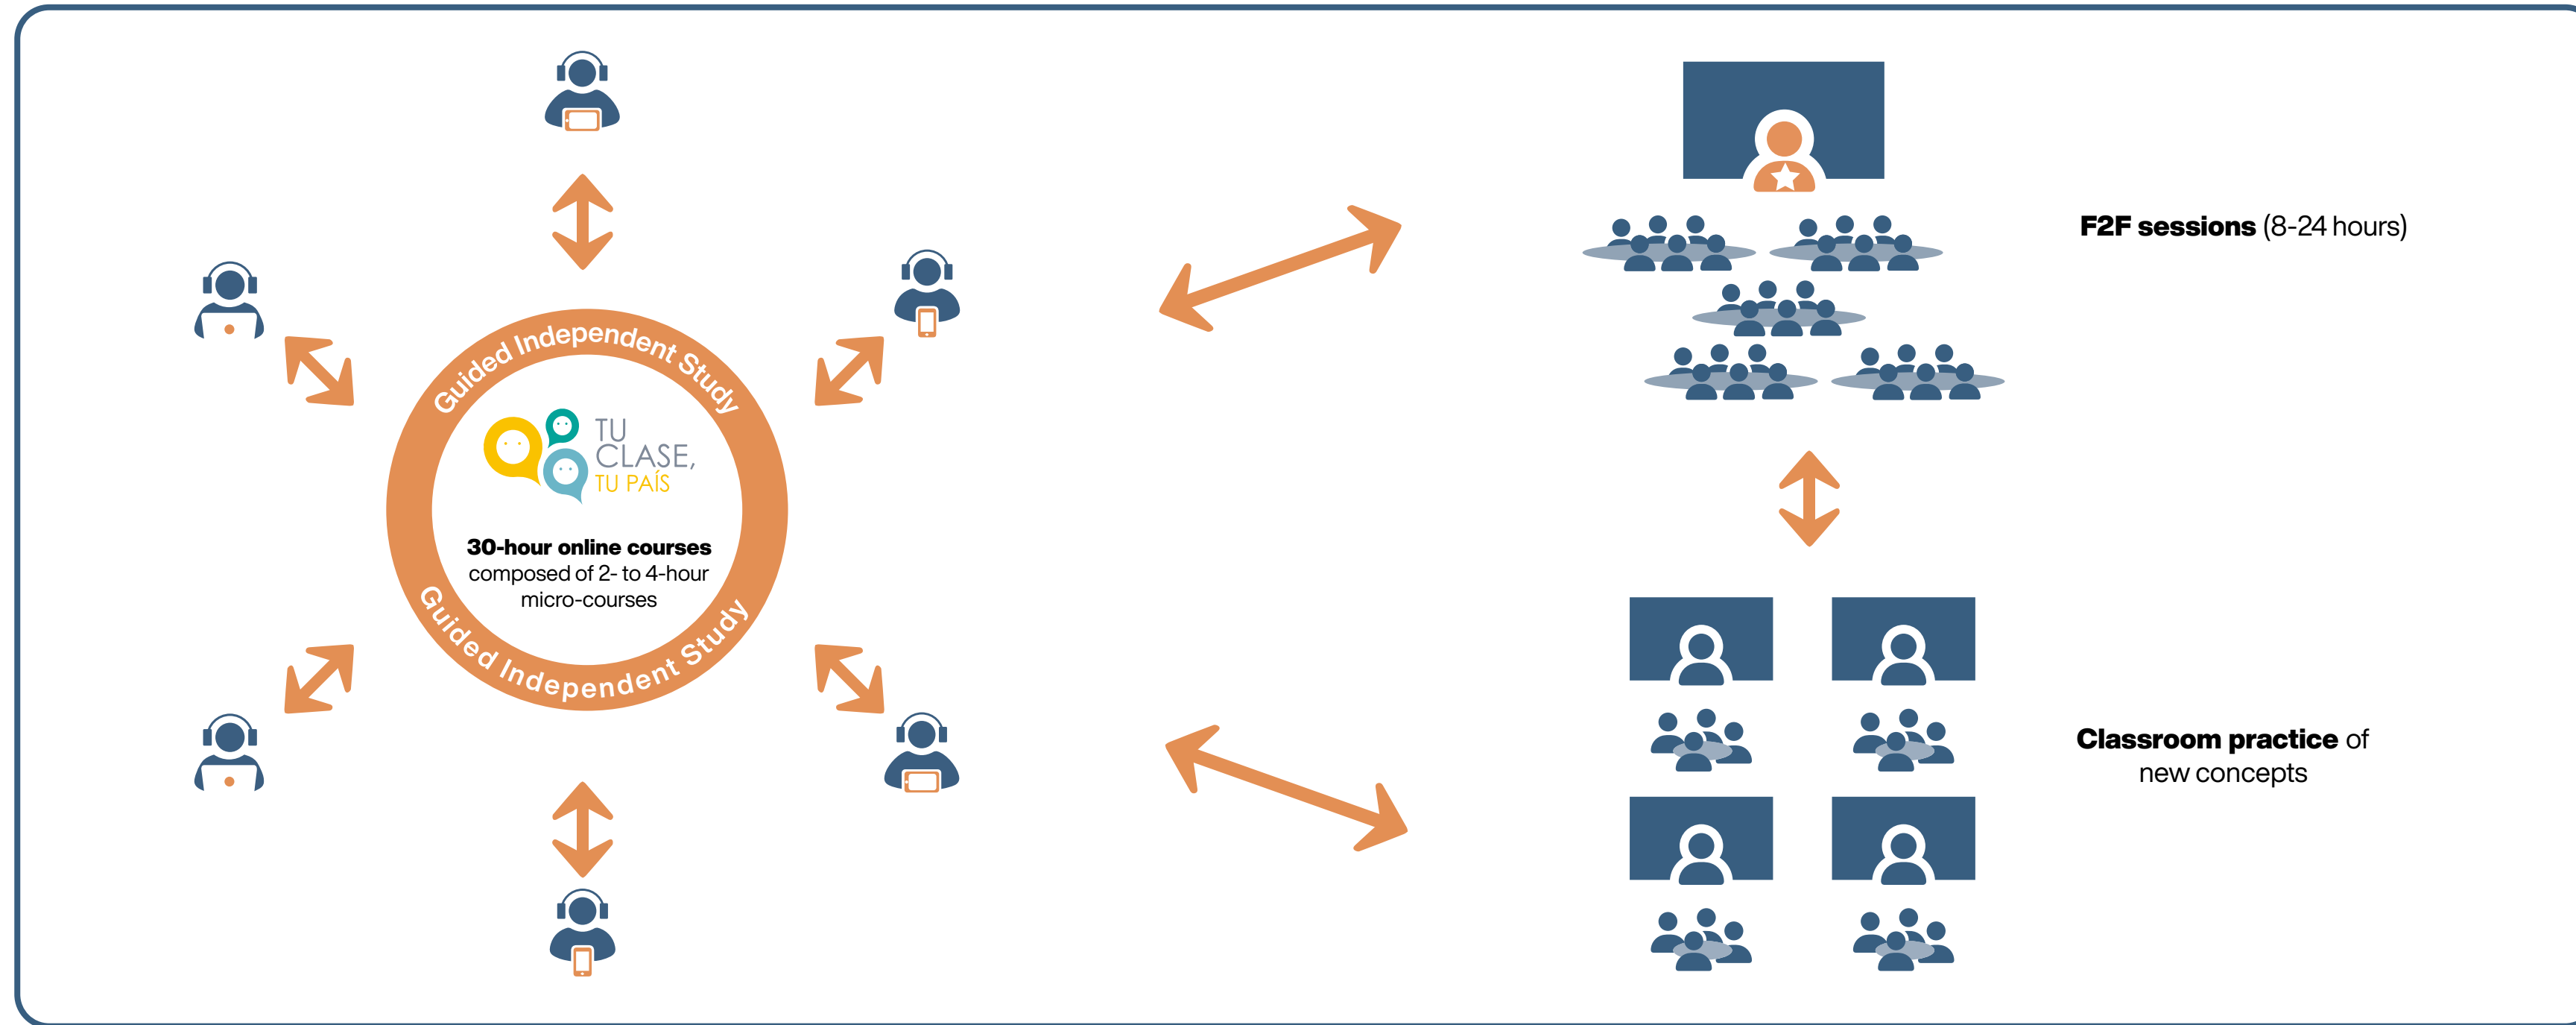 Guided Independent Study
TU
CLASE,
TU PAÍS
30-hour online courses
composed of 2- to 4-hour
micro-courses
Guided Independent Study
F2F sessions (8-24 hours)
Classroom practice of
new concepts